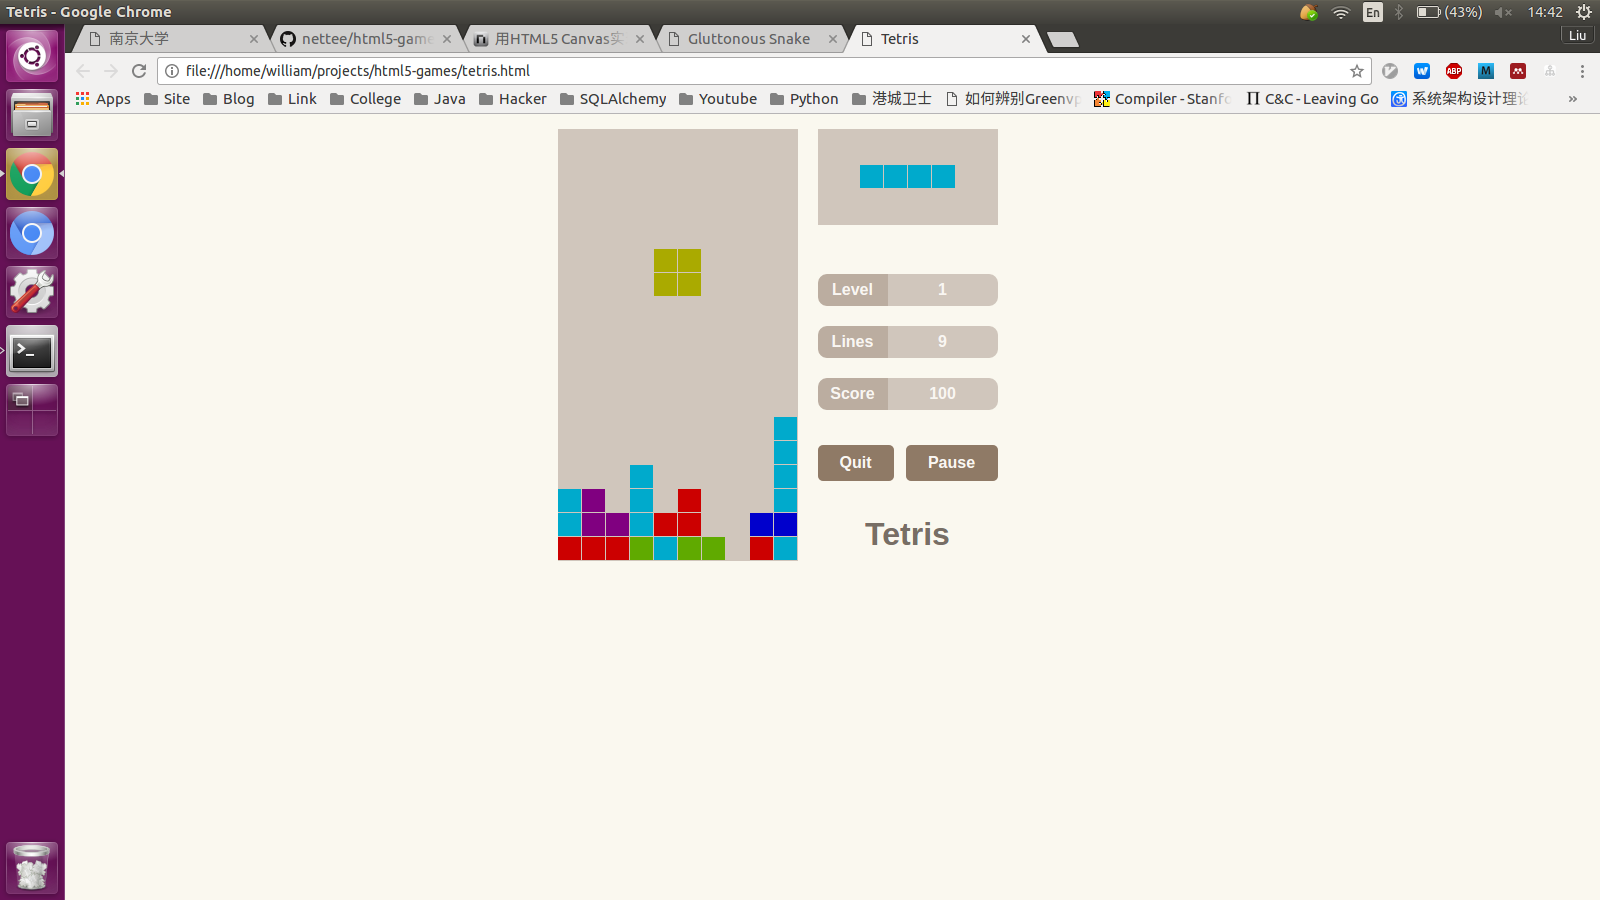 Tetris - Google Chrome
En
(43%)
14:42
南京大学
nettee/html5-game
用HTML5 Canvas实
Gluttonous Snake
Tetris
Liu
file:///home/william/projects/html5-games/tetris.html
ABP
M
Apps
Site
Blog
Link
College
Java
Hacker
SQLAlchemy
Youtube
Python
港城卫士
如何辨别Greenvp
Compiler - Stanfo
C&C - Leaving Go
系统架构设计理论
»
Level
1
Lines
9
Score
100
Quit
Pause
Tetris